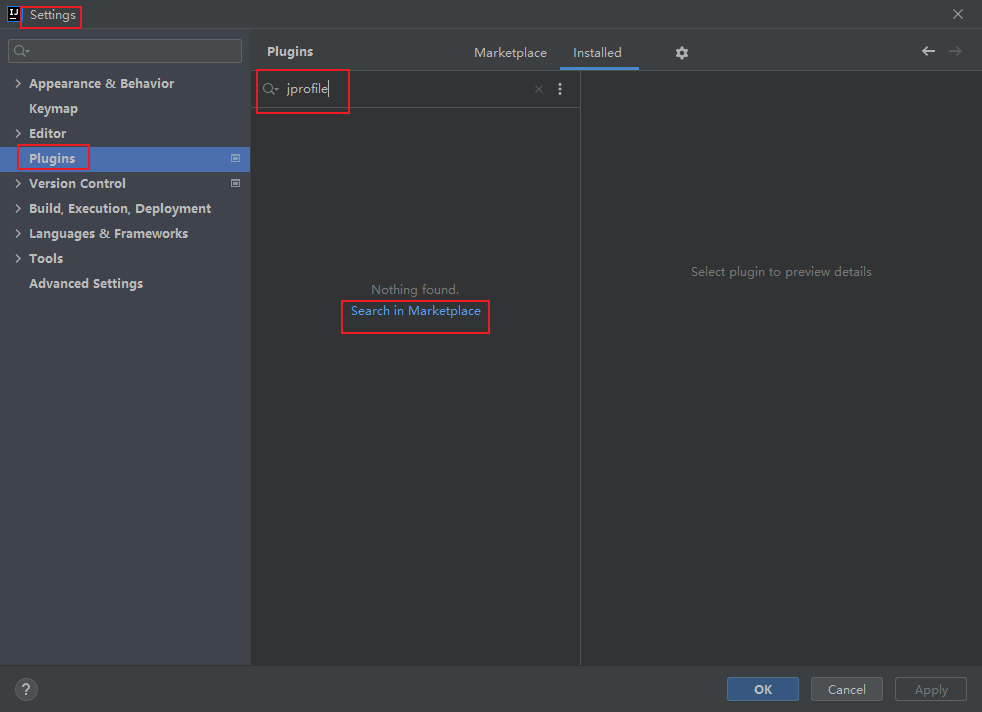 IJ
Settings
Plugins
Marketplace
Installed
Appearance & Behavior
Keymap
Editor
Plugins
Version Control
Build, Execution, Deployment
Languages & Frameworks
Tools
Advanced Settings
jprofile
Nothing found.
Search in Marketplace
Select plugin to preview details
?
OK
Cancel
Apply